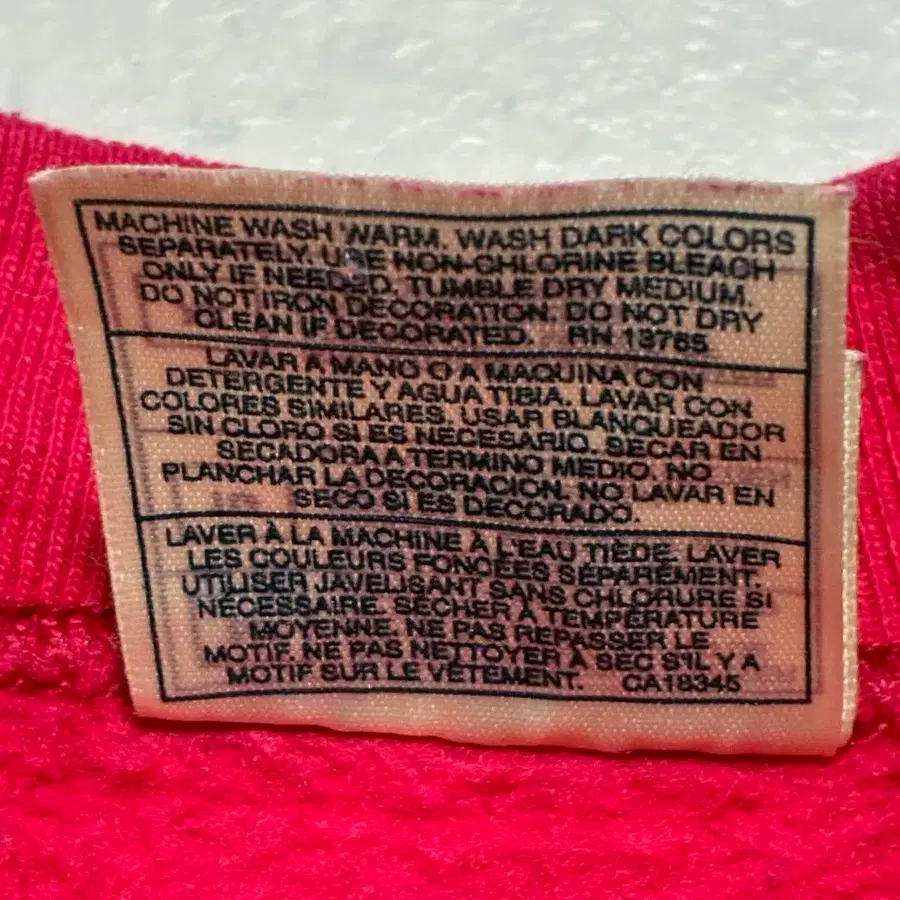 MACHINE WASH WARM. WASH DARK COLORS
SEPARATELY. USE NON-CHLORINE BLEACH
ONLY IF NEEDED. TUMBLE DRY MEDIUM.
DO NOT IRON DECORATION. DO NOT DRY
CLEAN IF DECORATED. RN 13765
LAVAR A MANO O A MAQUINA CON
DETERGENTE Y AGUA TIBIA. LAVAR CON
COLORES SIMILARES. USAR BLANQUEADOR
SIN CLORO SI ES NECESARIO. SECAR EN
SECADORA A TERMINO MEDIO. NO
PLANCHAR LA DECORACION. NO LAVAR EN
SECO SI ES DECORADO.
LAVER À LA MACHINE À L'EAU TIÈDE. LAVER
LES COULEURS FONCÉES SÉPARÉMENT.
UTILISER JAVELISANT SANS CHLORURE SI
NÉCESSAIRE. SÉCHER À TEMPÉRATURE
MOYENNE. NE PAS REPASSER LE
MOTIF. NE PAS NETTOYER À SEC S'IL Y A
MOTIF SUR LE VÊTEMENT. CA18345